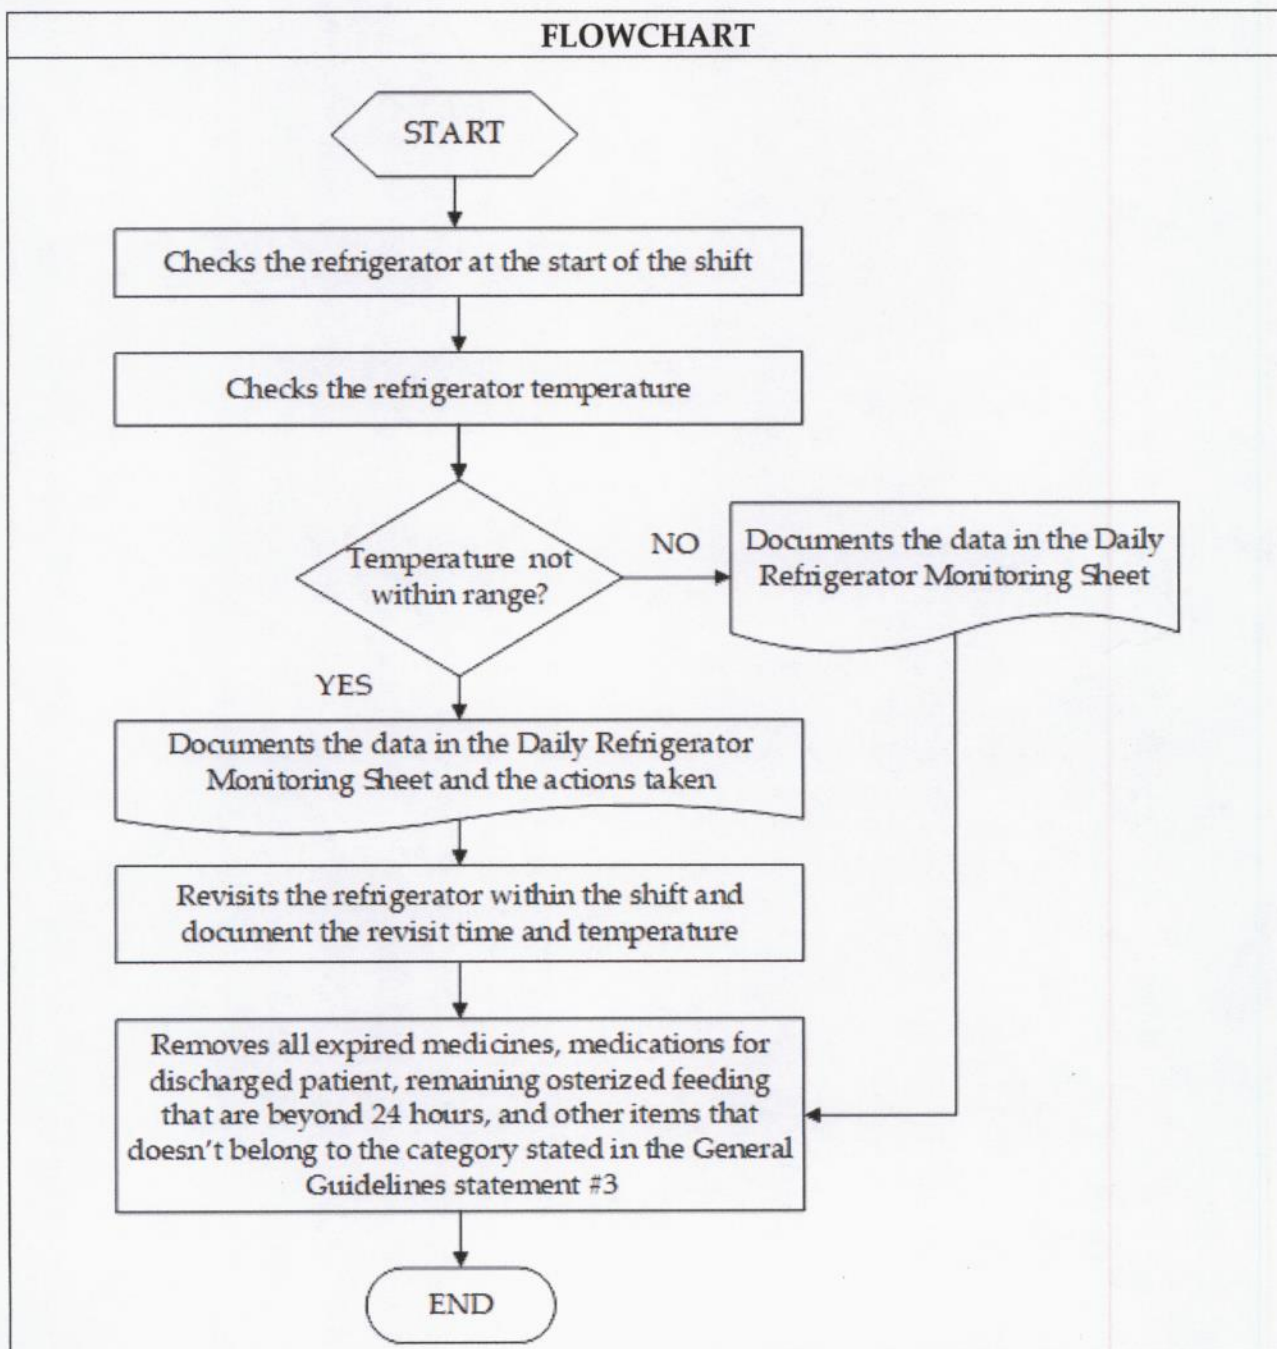 FLOWCHART
START
Checks the refrigerator at the start of the shift
Checks the refrigerator temperature
Temperature not
within range?
NO
Documents the data in the Daily
Refrigerator Monitoring Sheet
YES
Documents the data in the Daily Refrigerator
Monitoring Sheet and the actions taken
Revisits the refrigerator within the shift and
document the revisit time and temperature
Removes all expired medicines, medications for
discharged patient, remaining osterized feeding
that are beyond 24 hours, and other items that
doesn't belong to the category stated in the General
Guidelines statement #3
END